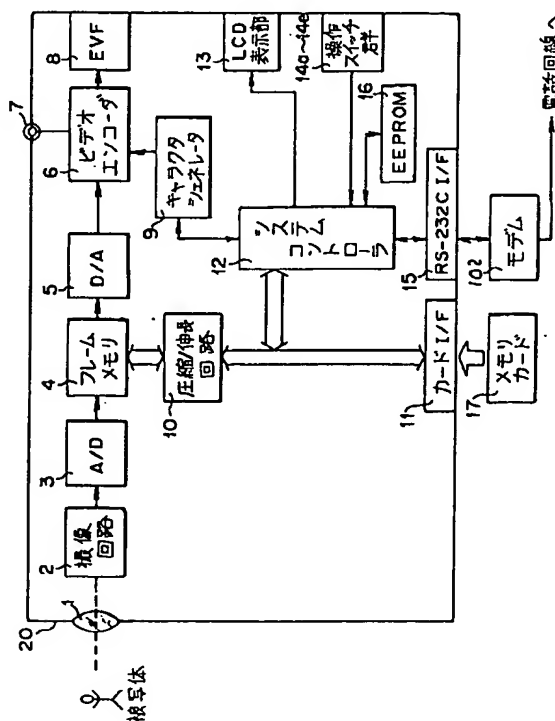 20
1
被写体
2
撮像
回路
3
A/D
4
フレーム
メモリ
5
D/A
6
ビデオ
エンコーダ
7
8
EVF
9
キャラクタ
ジェネレータ
10
圧縮/伸長
回路
12
システム
コントローラ
13
LCD
表示部
14a~14e
操作
スイッチ
群
16
EEPROM
11
カード I/F
15
RS-232C I/F
17
メモリ
カード
102
モデム
電話回線へ